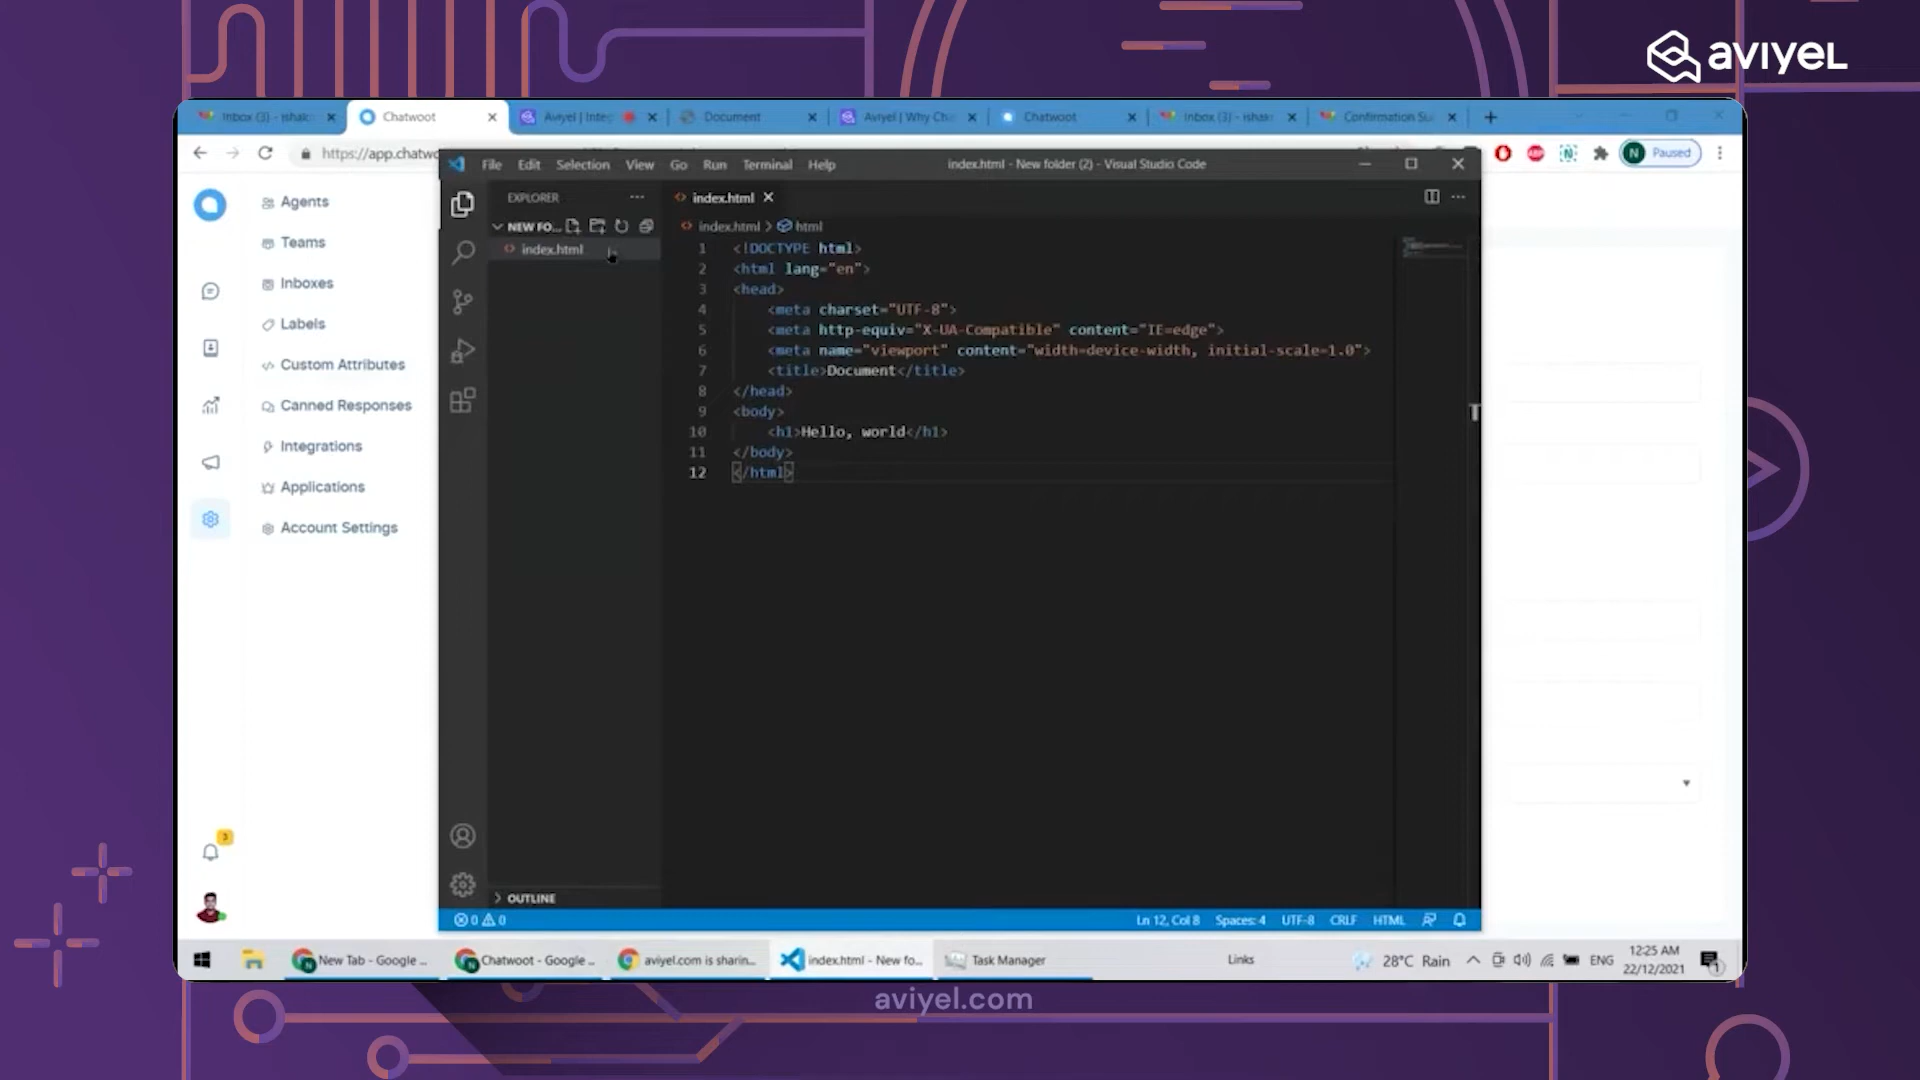 aviyel
Inbox (3) - ishak
Chatwoot
Aviyel | Inte
Document
Aviyel | Why Ch
Chatwoot
Inbox (3) - ishak
Confirmation Su
https://app.chatwo
N Paused
File Edit Selection View Go Run Terminal Help
index.html - New folder (2) - Visual Studio Code
Agents
Teams
Inboxes
Labels
Custom Attributes
Canned Responses
Integrations
Applications
Account Settings
3
EXPLORER
NEW FO...
index.html
OUTLINE
index.html
index.html > html
1 <!DOCTYPE html>
2 <html lang="en">
3 <head>
4 <meta charset="UTF-8">
5 <meta http-equiv="X-UA-Compatible" content="IE=edge">
6 <meta name="viewport" content="width=device-width, initial-scale=1.0">
7 <title>Document</title>
8 </head>
9 <body>
10 <h1>Hello, world</h1>
11 </body>
12 </html>
0 0
Ln 12, Col 8 Spaces: 4 UTF-8 CRLF HTML
New Tab - Google ...
Chatwoot - Google ...
aviyel.com is sharin...
index.html - New fo...
Task Manager
Links
28°C Rain
ENG
12:25 AM
22/12/2021
1
aviyel.com